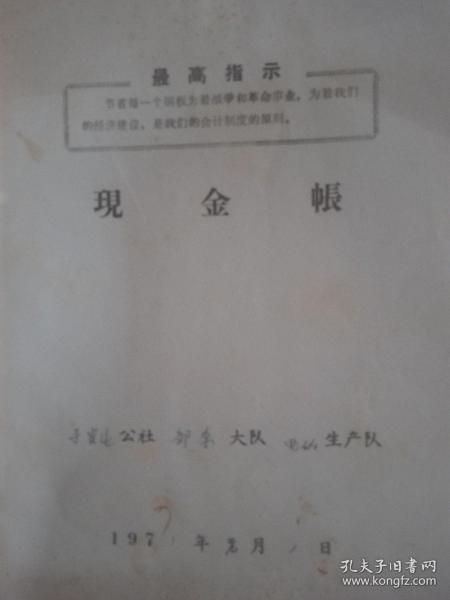 最高指示
节省每一个铜板为着战争和革命事业，为着我们
的经济建设，是我们的会计制度的原则。
現金帳
公社 大队 生产队
197 年 月 日
孔夫子旧书网
www.kongfz.com